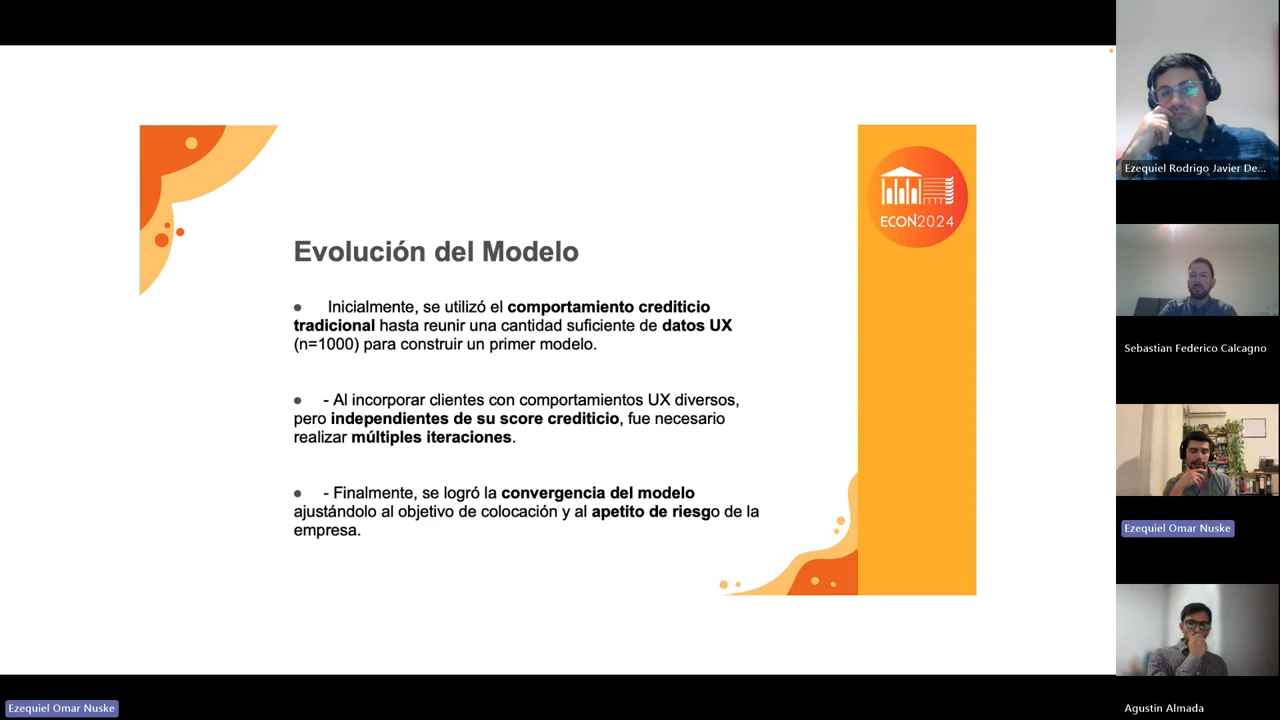 Evolución del Modelo
● Inicialmente, se utilizó el comportamiento crediticio
tradicional hasta reunir una cantidad suficiente de datos UX
(n=1000) para construir un primer modelo.
● - Al incorporar clientes con comportamientos UX diversos,
pero independientes de su score crediticio, fue necesario
realizar múltiples iteraciones.
● - Finalmente, se logró la convergencia del modelo
ajustándolo al objetivo de colocación y al apetito de riesgo de la
empresa.
ECON2024
Ezequiel Rodrigo Javier De...
Sebastian Federico Calcagno
Ezequiel Omar Nuske
Agustin Almada
Ezequiel Omar Nuske